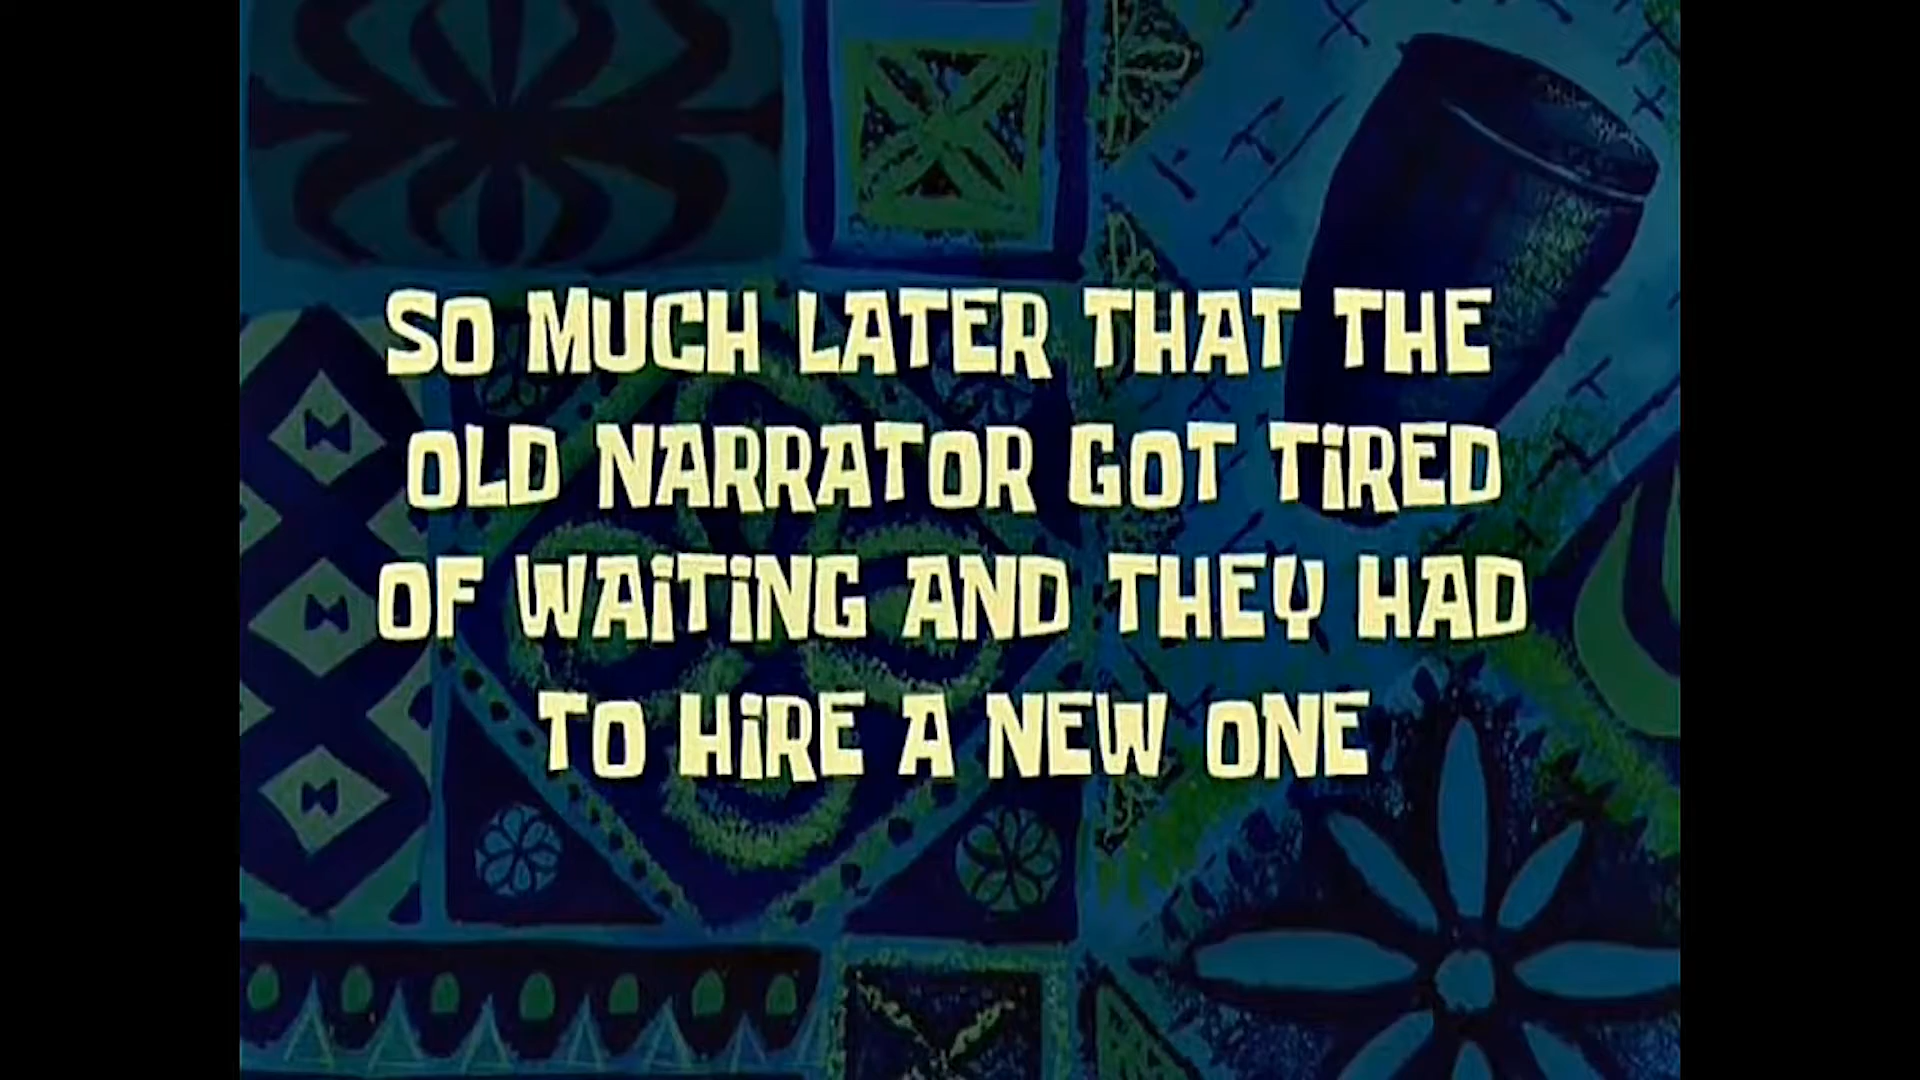 SO MUCH LATER THAT THE
OLD NARRATOR GOT TiRED
OF WAiTiNG AND THEY HAD
TO HiRE A NEW ONE